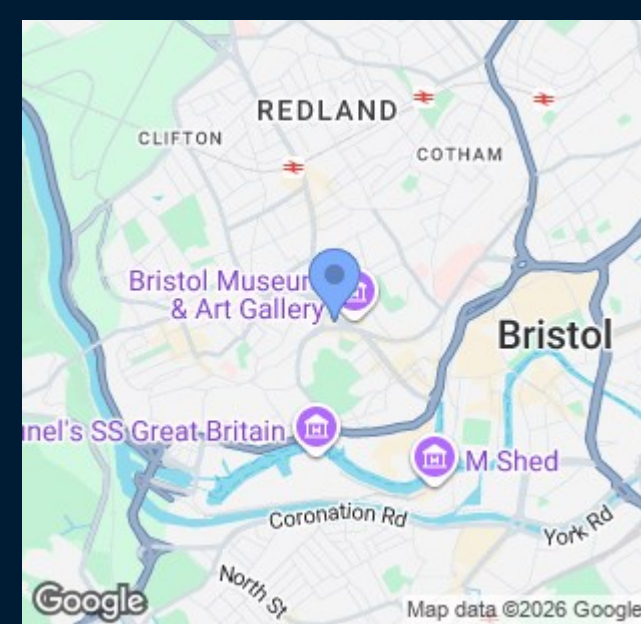 REDLAND
CLIFTON
COTHAM
Bristol Museum
& Art Gallery
Bristol
unel's SS Great Britain
M Shed
Coronation Rd
York Rd
North St
Google
Map data ©2026 Google